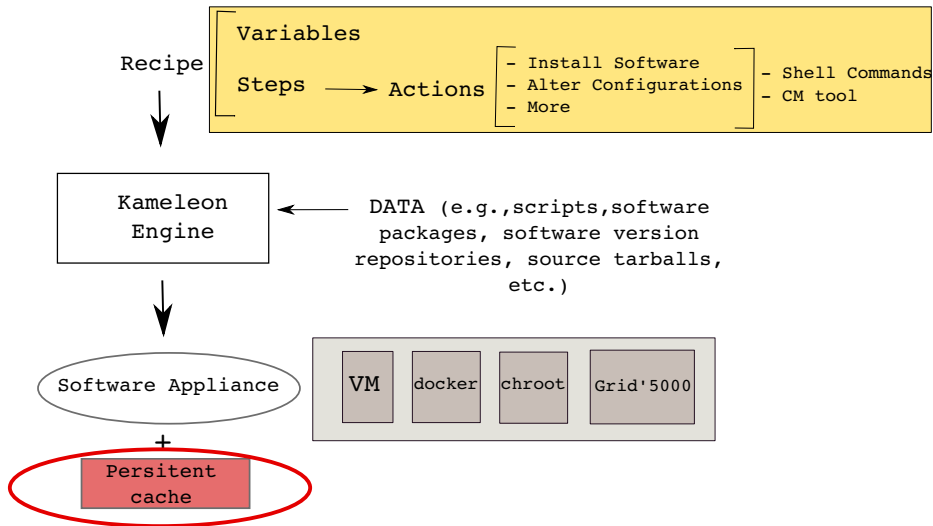 Recipe
Variables
Steps
Actions
- Install Software
- Alter Configurations
- More
- Shell Commands
- CM tool
Kameleon
Engine
DATA (e.g.,scripts,software
packages, software version
repositories, source tarballs,
etc.)
Software Appliance
VM
docker
chroot
Grid'5000
+
Persitent
cache